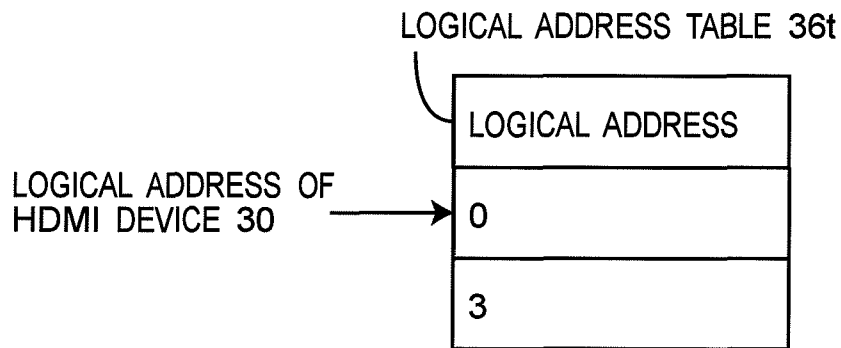 LOGICAL ADDRESS TABLE 36t
LOGICAL ADDRESS
LOGICAL ADDRESS OF
HDMI DEVICE 30
0
3